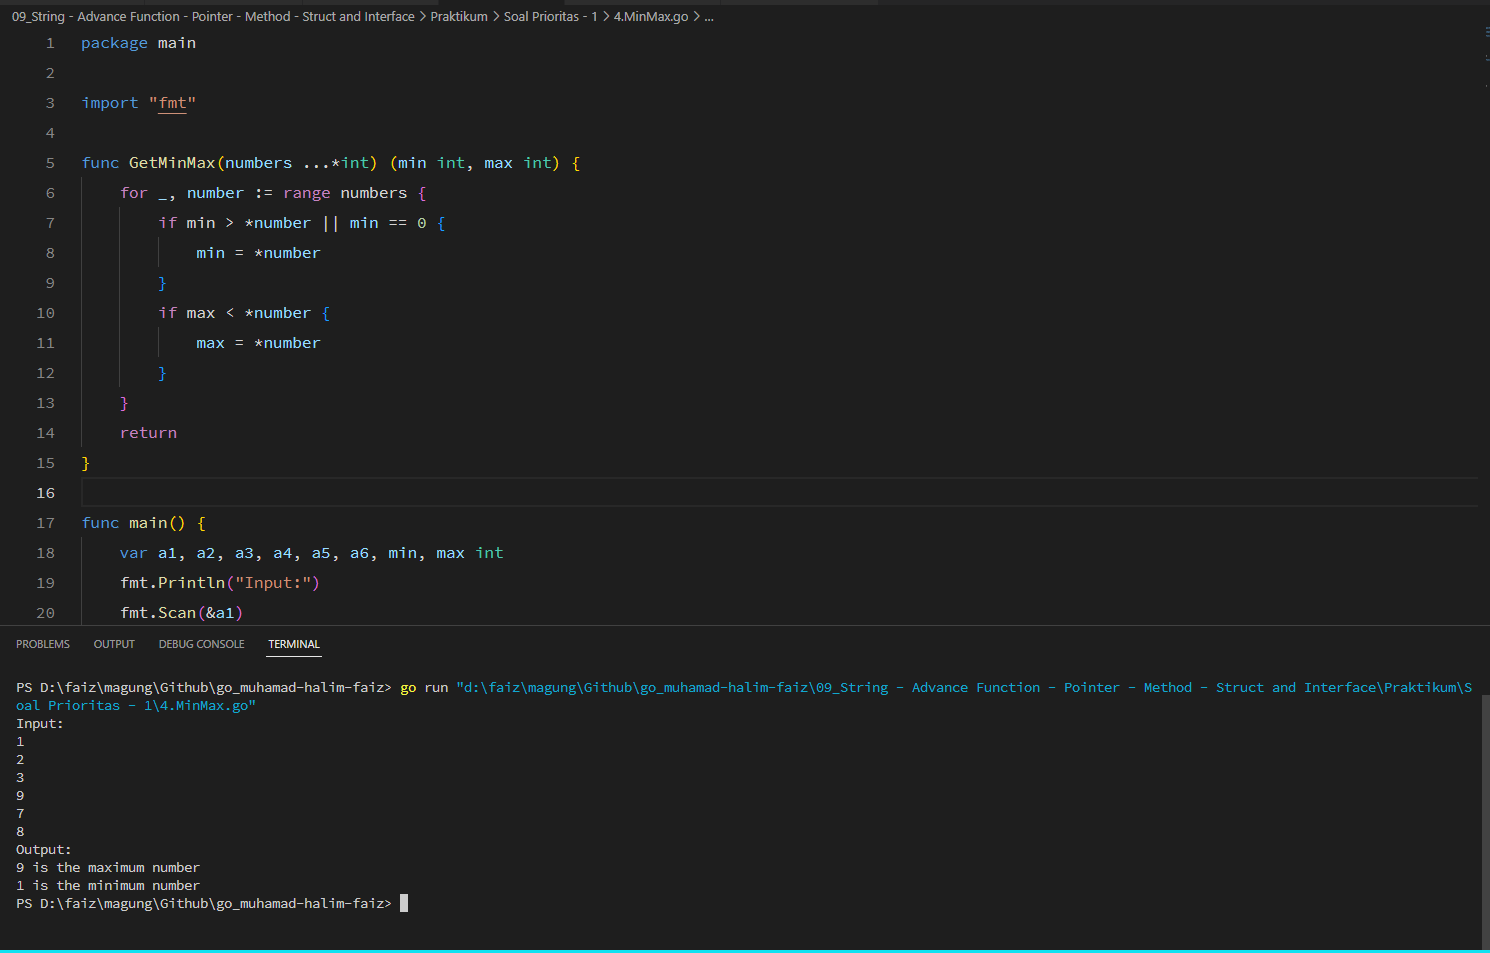 09_String - Advance Function - Pointer - Method - Struct and Interface > Praktikum > Soal Prioritas - 1 > 4.MinMax.go > ...
1 package main
2
3 import "fmt"
4
5 func GetMinMax(numbers ...*int) (min int, max int) {
6 for _, number := range numbers {
7 if min > *number || min == 0 {
8 min = *number
9 }
10 if max < *number {
11 max = *number
12 }
13 }
14 return
15 }
16
17 func main() {
18 var a1, a2, a3, a4, a5, a6, min, max int
19 fmt.Println("Input:")
20 fmt.Scan(&a1)
PROBLEMS OUTPUT DEBUG CONSOLE TERMINAL
PS D:\faiz\magung\Github\go_muhamad-halim-faiz> go run "d:\faiz\magung\Github\go_muhamad-halim-faiz\09_String - Advance Function - Pointer - Method - Struct and Interface\Praktikum\S
oal Prioritas - 1\4.MinMax.go"
Input:
1
2
3
9
7
8
Output:
9 is the maximum number
1 is the minimum number
PS D:\faiz\magung\Github\go_muhamad-halim-faiz>